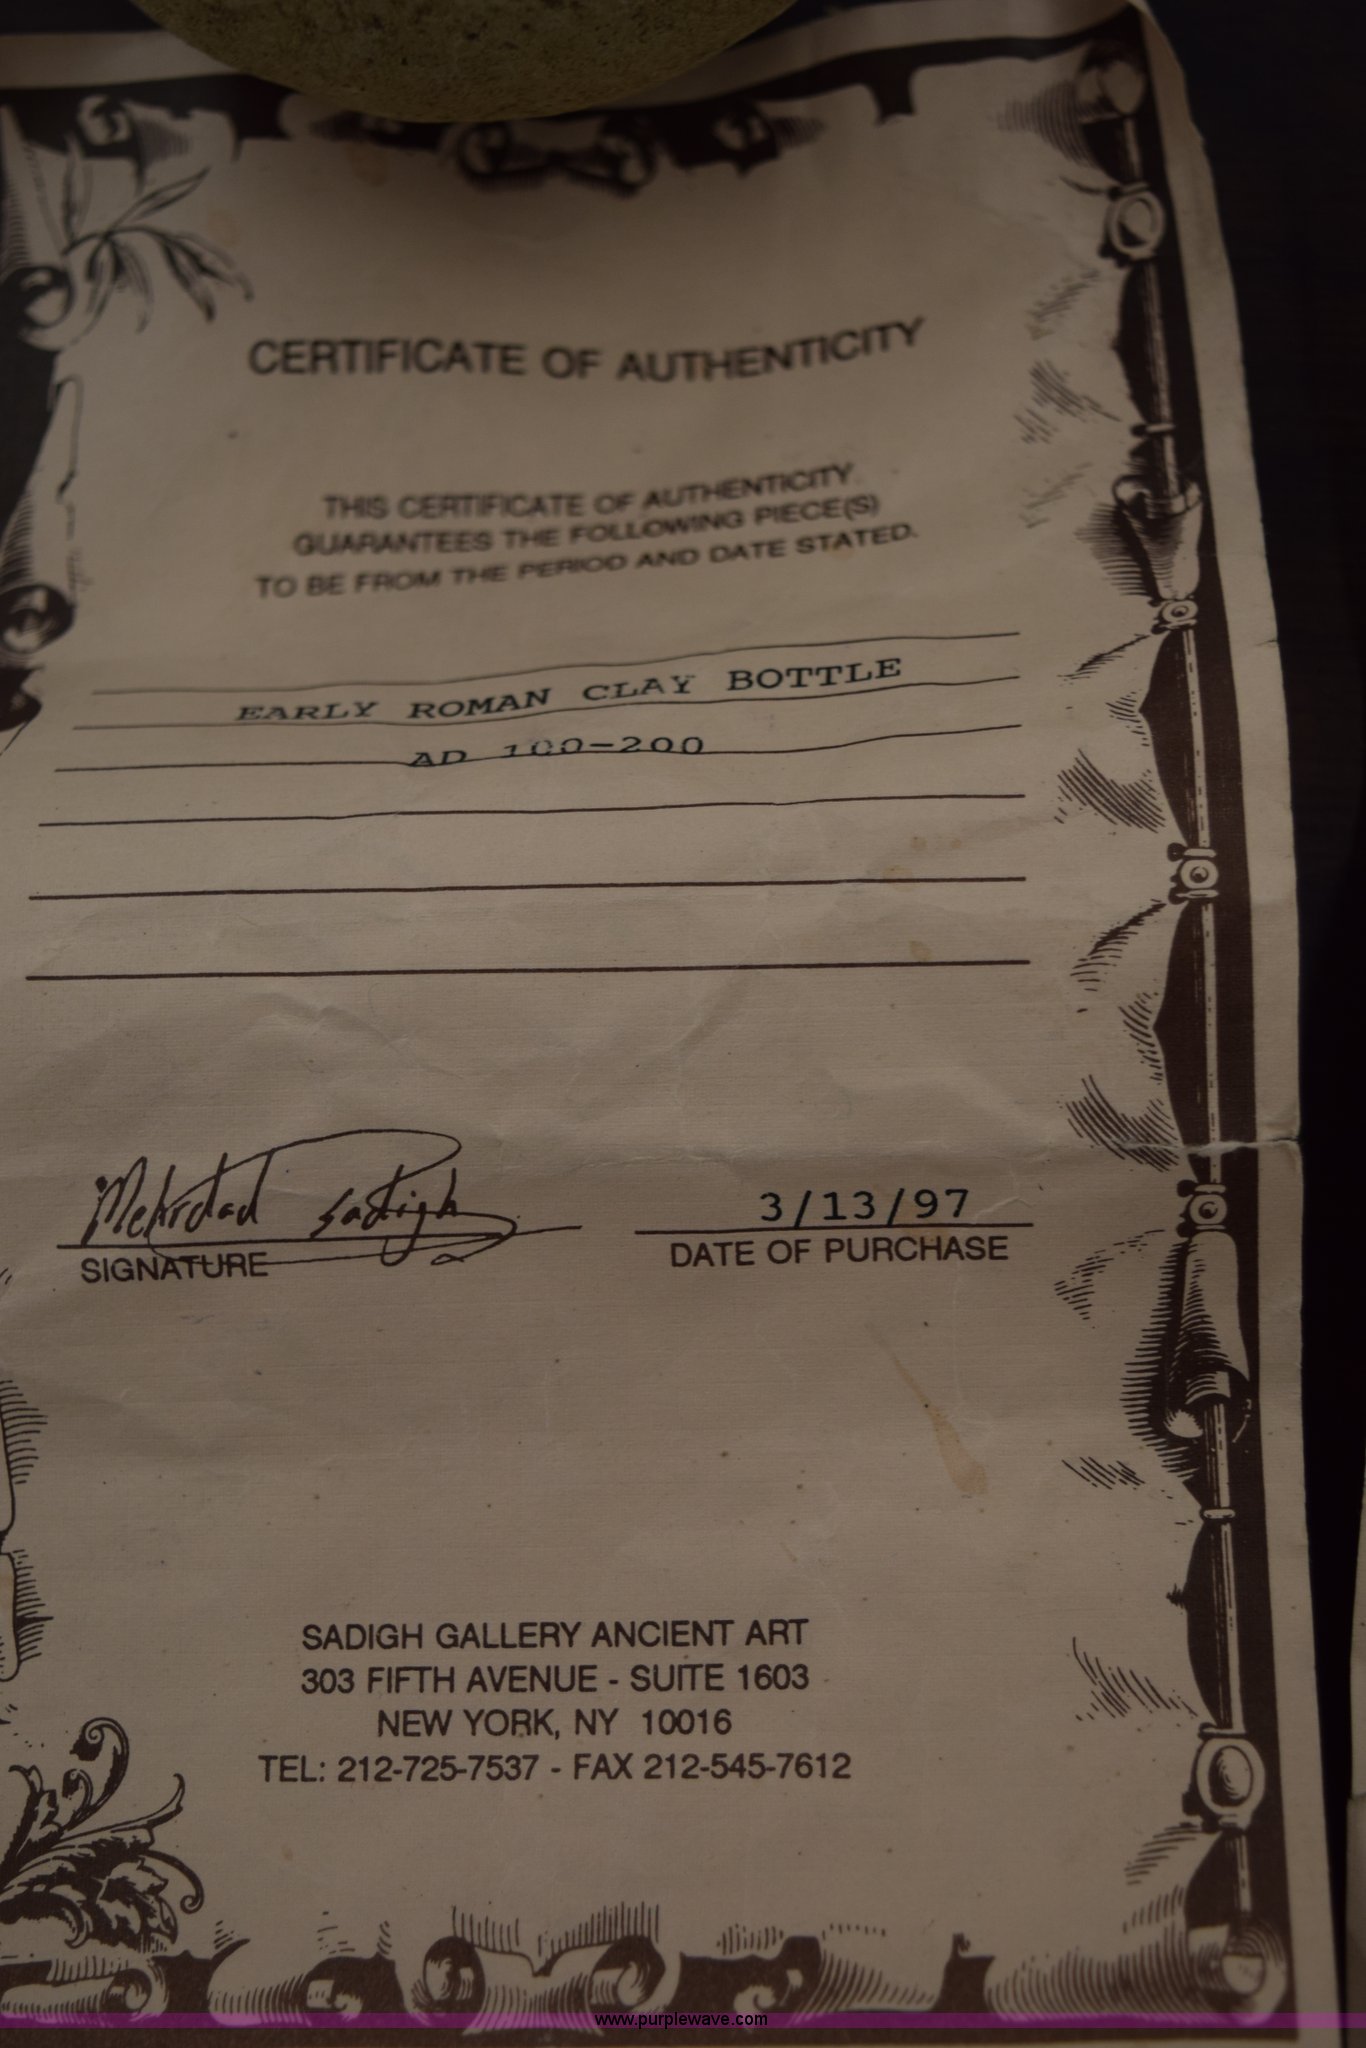 CERTIFICATE OF AUTHENTICITY
THIS CERTIFICATE OF AUTHENTICITY
GUARANTEES THE FOLLOWING PIECE(S)
TO BE FROM THE PERIOD AND DATE STATED.
EARLY ROMAN CLAY BOTTLE
AD 100-200
Mehrdad Sadigh
3/13/97
SIGNATURE
DATE OF PURCHASE
SADIGH GALLERY ANCIENT ART
303 FIFTH AVENUE - SUITE 1603
NEW YORK, NY 10016
TEL: 212-725-7537 - FAX 212-545-7612
www.purplewave.com